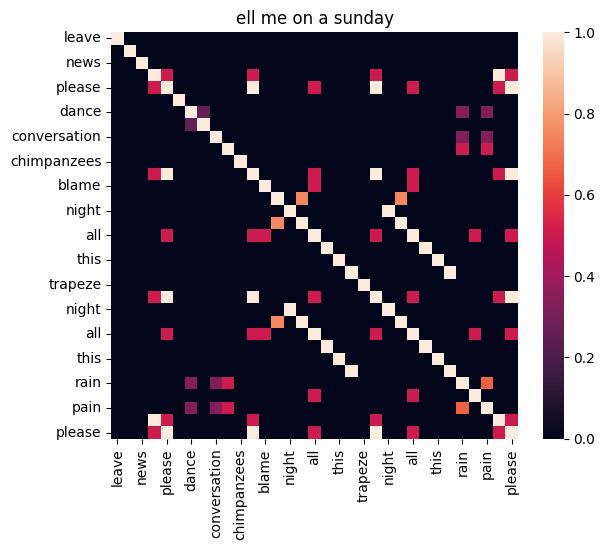 ell me on a sunday
leave
news
please
dance
conversation
chimpanzees
blame
night
all
this
trapeze
night
all
this
rain
pain
please
1.0
0.8
0.6
0.4
0.2
0.0
leave
news
please
dance
conversation
chimpanzees
blame
night
all
this
trapeze
night
all
this
rain
pain
please